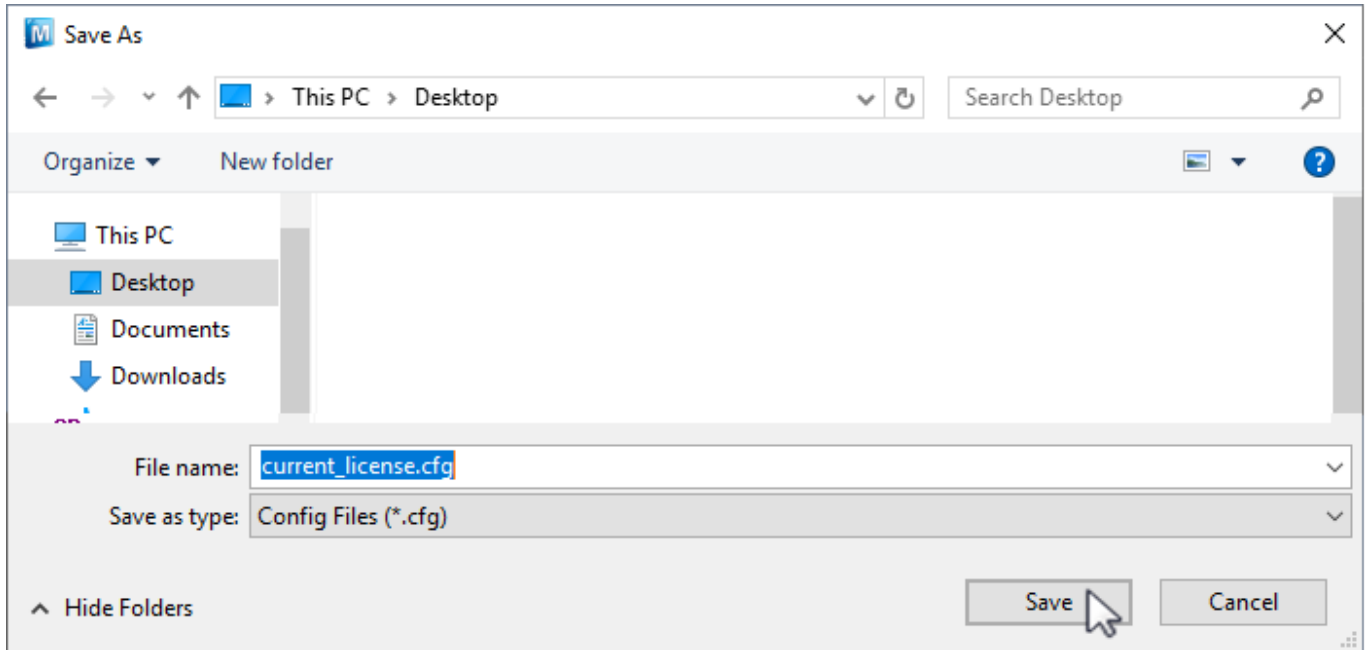 M Save As
This PC > Desktop
Search Desktop
Organize
New folder
?
This PC
Desktop
Documents
Downloads
File name: current_license.cfg
Save as type: Config Files (*.cfg)
Hide Folders
Save
Cancel